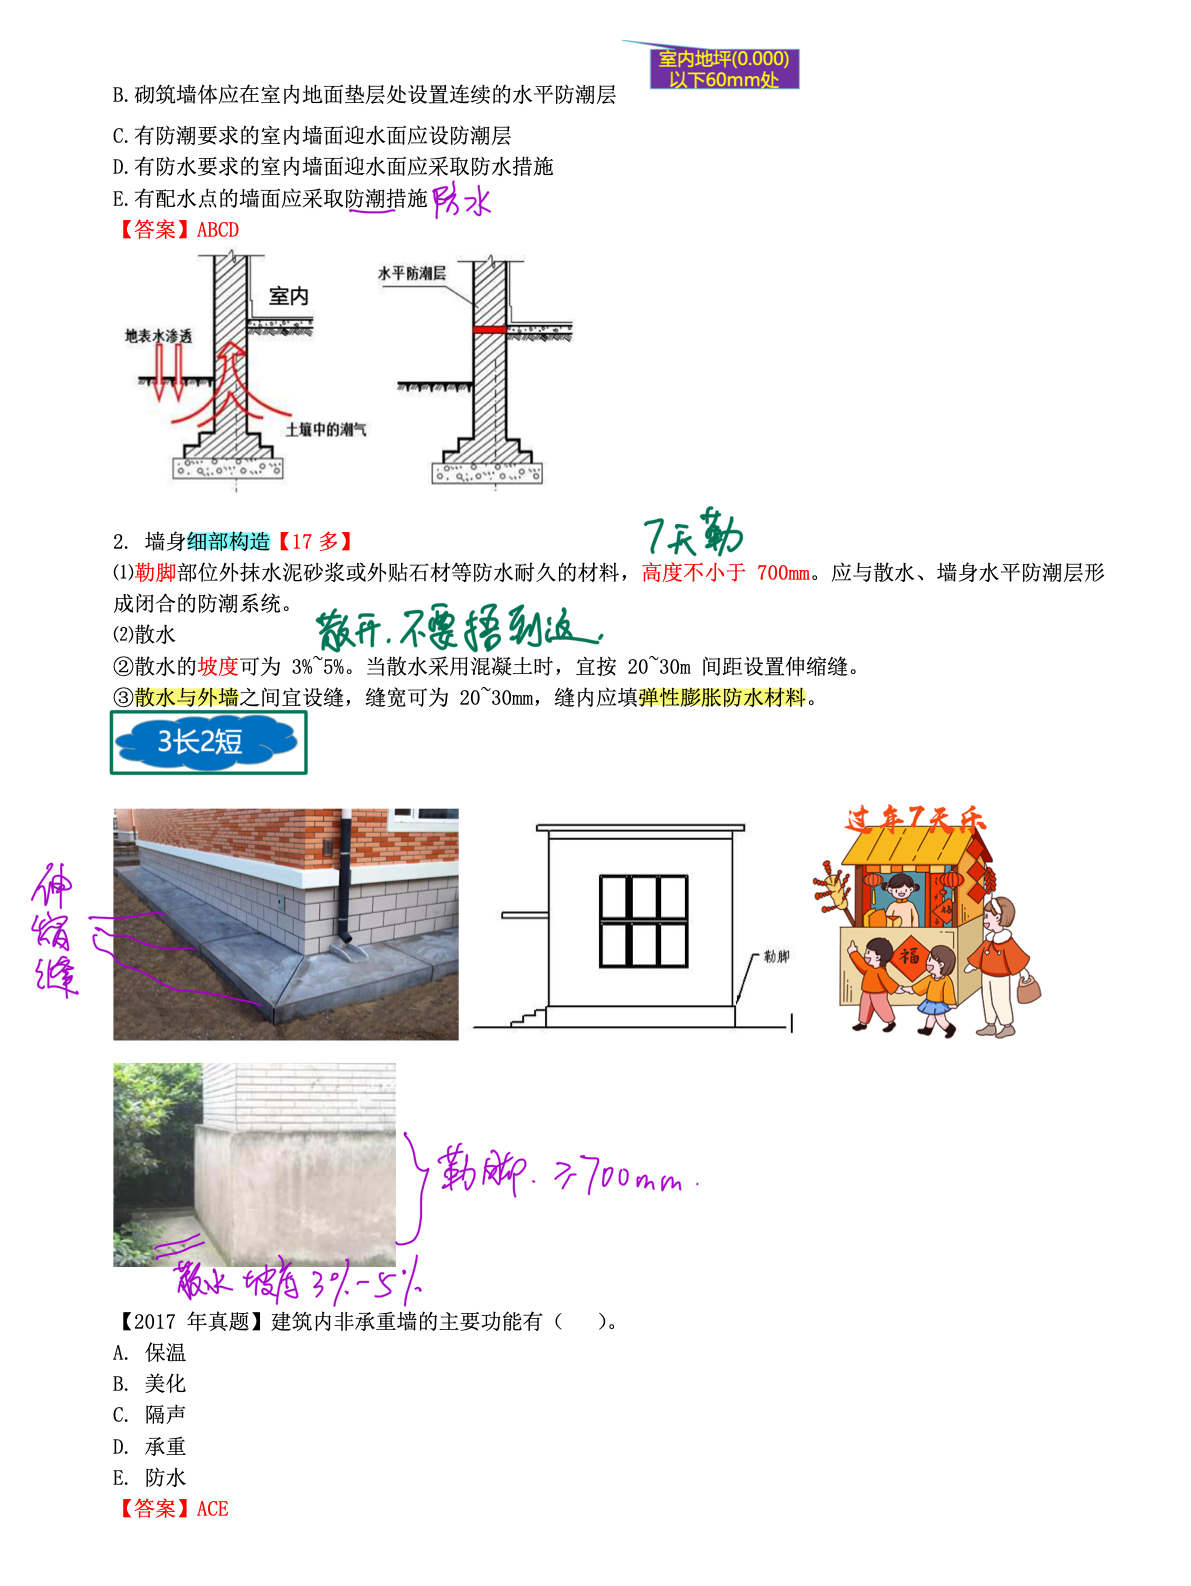 室内地坪(0.000)
以下60mm处
B.砌筑墙体应在室内地面垫层处设置连续的水平防潮层
C.有防潮要求的室内墙面迎水面应设防潮层
D.有防水要求的室内墙面迎水面应采取防水措施
E.有配水点的墙面应采取防潮措施 防水
【答案】ABCD
水平防潮层
室内
地表水渗透
土壤中的潮气
7天勤
2. 墙身细部构造【17多】
⑴勒脚部位外抹水泥砂浆或外贴石材等防水耐久的材料，高度不小于 700mm。应与散水、墙身水平防潮层形
成闭合的防潮系统。
散开.不要捂到波.
⑵散水
②散水的坡度可为 3%~5%。当散水采用混凝土时，宜按 20~30m 间距设置伸缩缝。
③散水与外墙之间宜设缝，缝宽可为 20~30mm，缝内应填弹性膨胀防水材料。
3长2短
过年7天乐
伸
缩
缝
勒脚
福
福
勒脚.≥700mm.
散水 坡度3%-5%
【2017 年真题】建筑内非承重墙的主要功能有（　　）。
A. 保温
B. 美化
C. 隔声
D. 承重
E. 防水
【答案】ACE